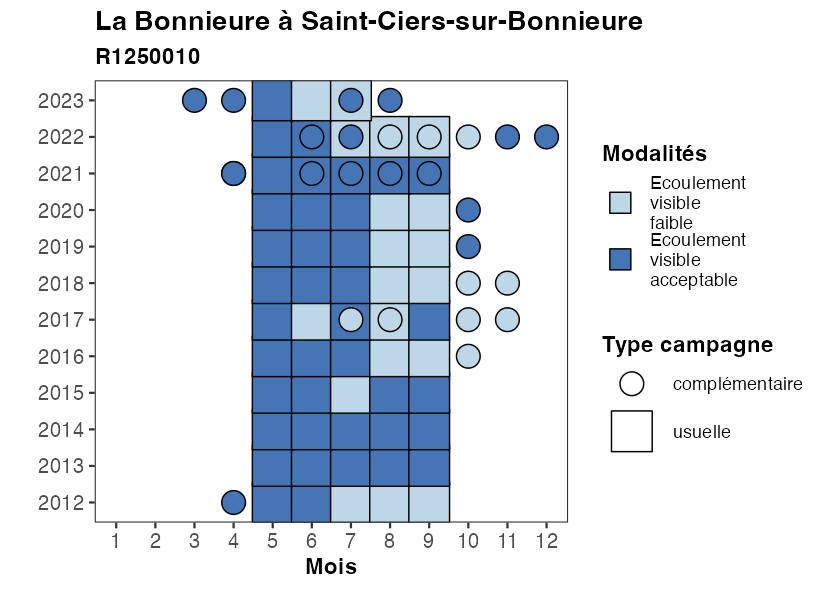 La Bonnieure à Saint-Ciers-sur-Bonnieure
R1250010
2023
2022
2021
2020
2019
2018
2017
2016
2015
2014
2013
2012
1 2 3 4 5 6 7 8 9 10 11 12
Mois
Modalités
Ecoulement
visible
faible
Ecoulement
visible
acceptable
Type campagne
complémentaire
usuelle